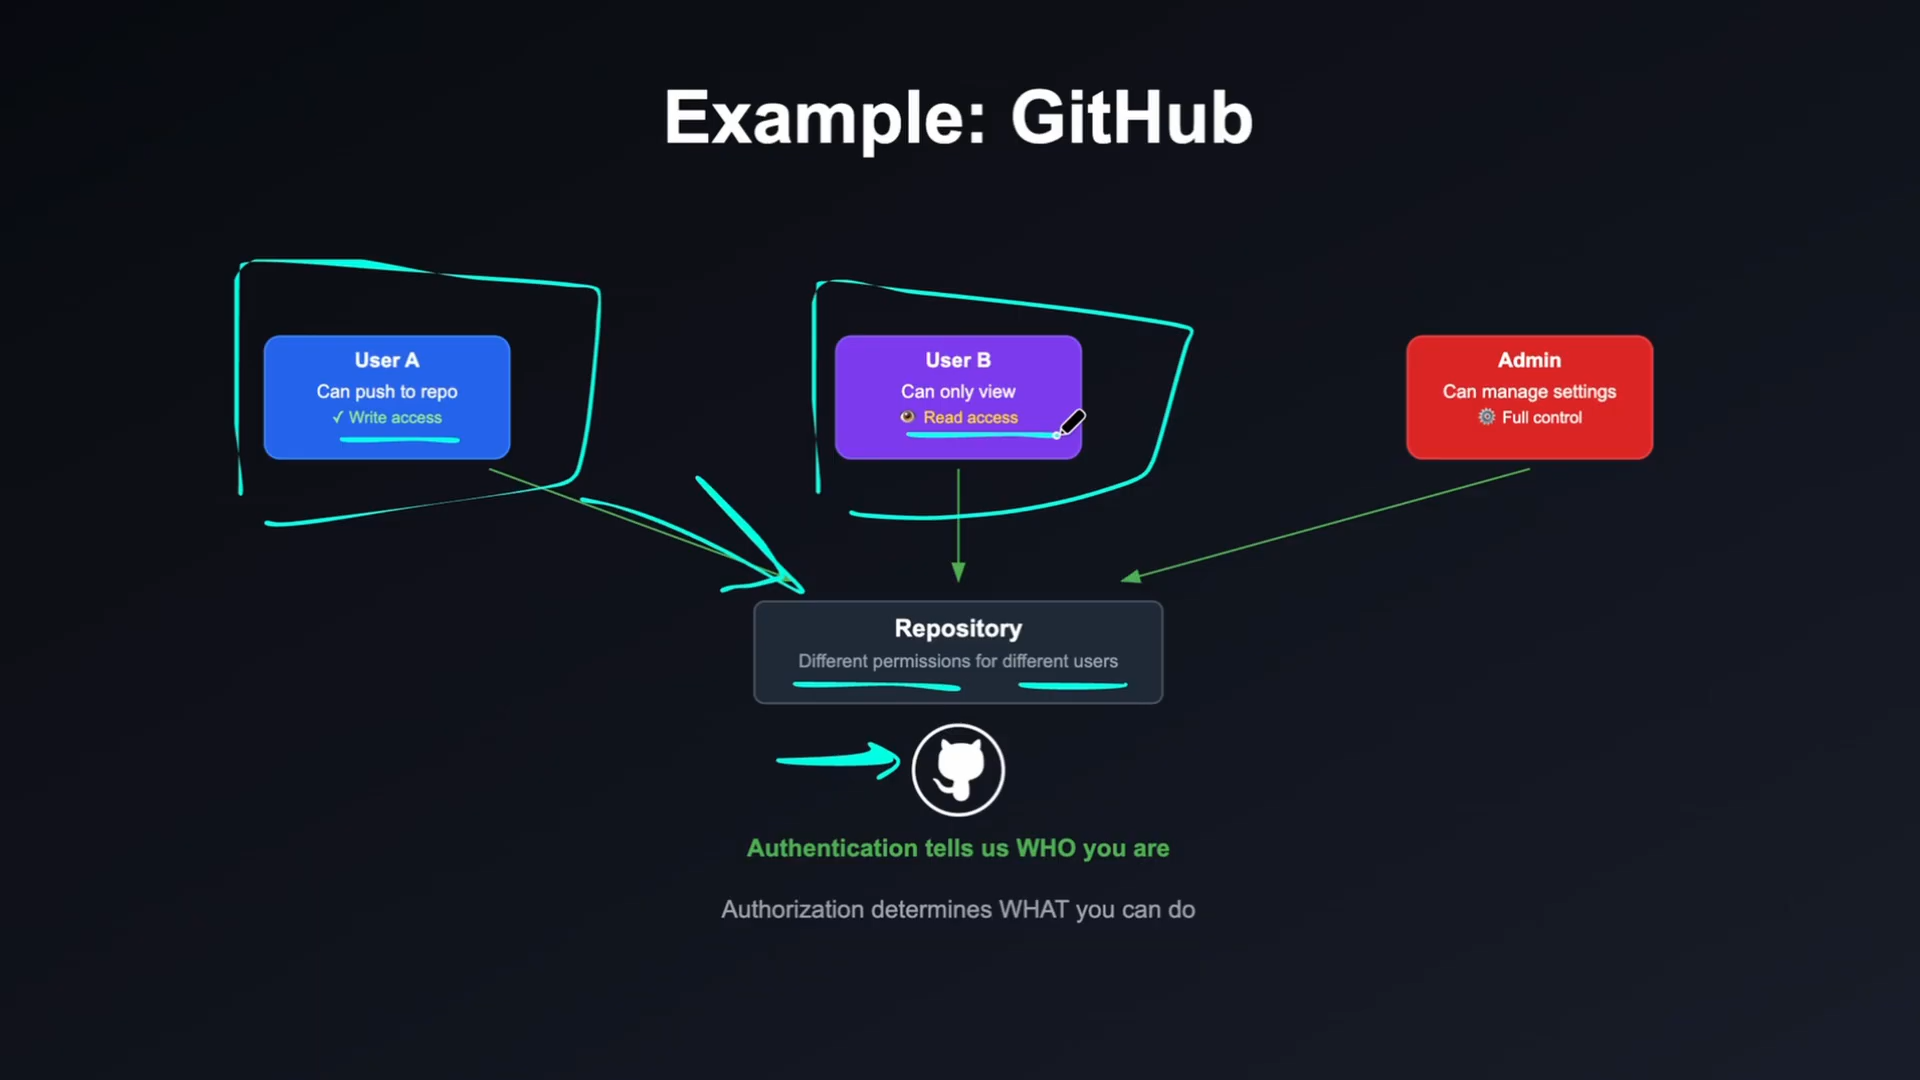 Example: GitHub
User A
Can push to repo
✓ Write access
User B
Can only view
Read access
Admin
Can manage settings
Full control
Repository
Different permissions for different users
Authentication tells us WHO you are
Authorization determines WHAT you can do